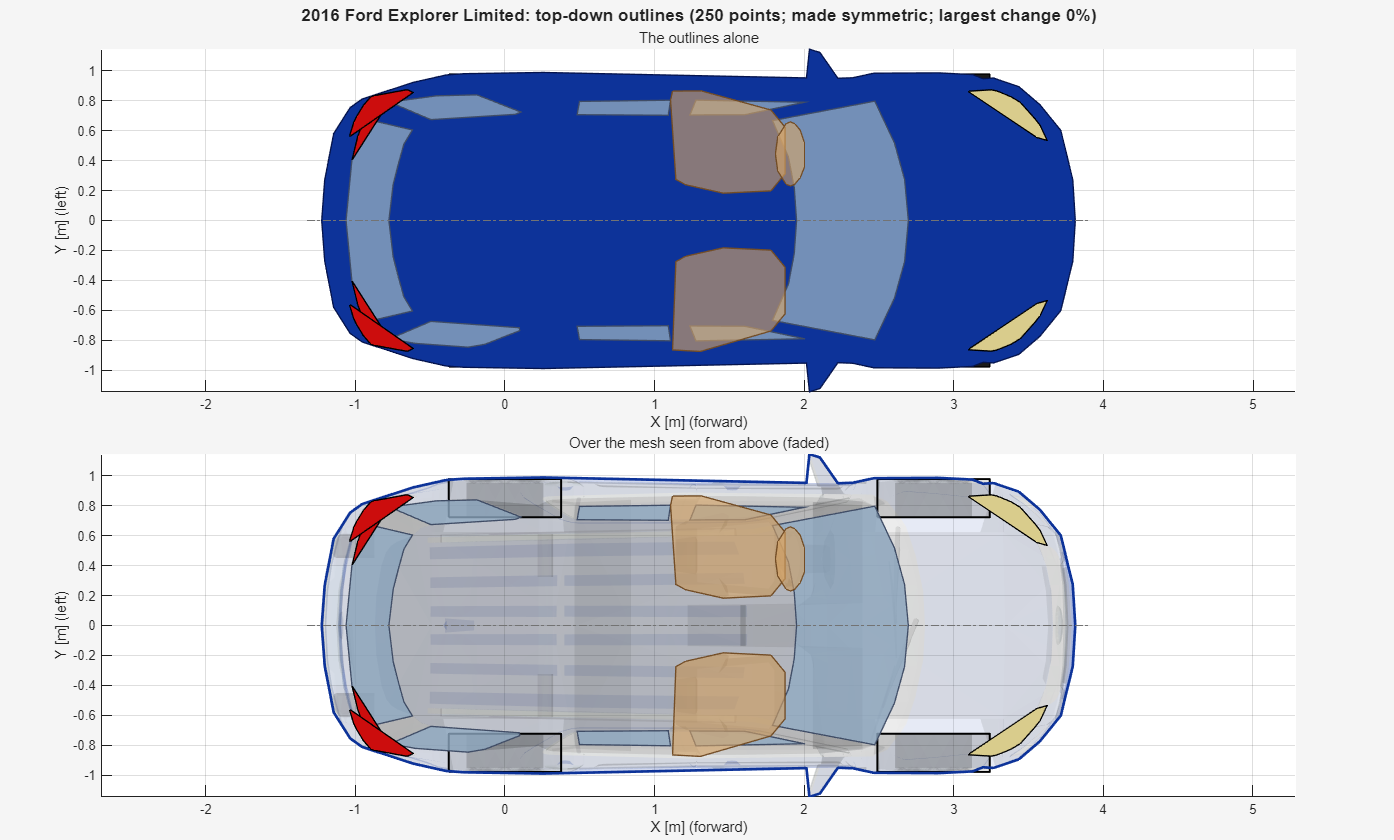 2016 Ford Explorer Limited: top-down outlines (250 points; made symmetric; largest change 0%)
The outlines alone
1
0.8
0.6
0.4
0.2
0
-0.2
-0.4
-0.6
-0.8
-1
Y [m] (left)
-2 -1 0 1 2 3 4 5
X [m] (forward)
Over the mesh seen from above (faded)
1
0.8
0.6
0.4
0.2
0
-0.2
-0.4
-0.6
-0.8
-1
Y [m] (left)
-2 -1 0 1 2 3 4 5
X [m] (forward)